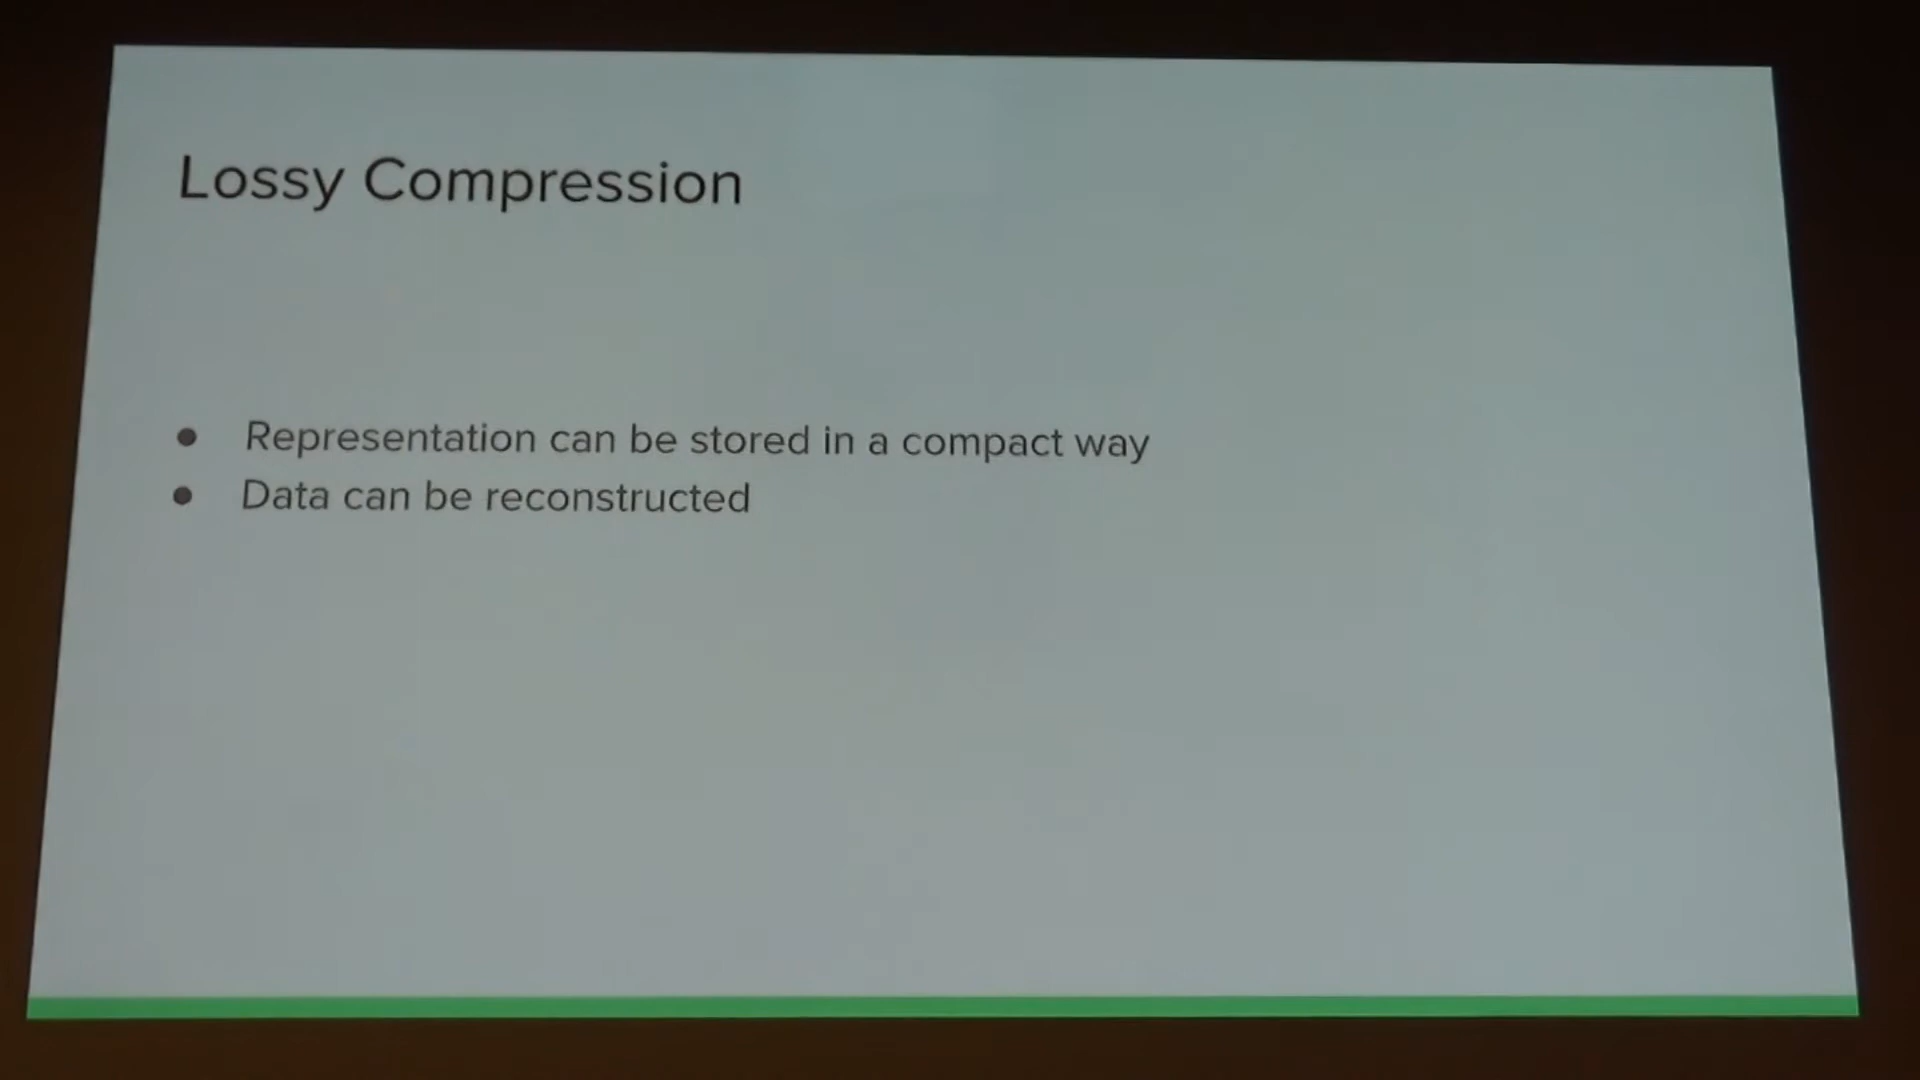 Lossy Compression
● Representation can be stored in a compact way
● Data can be reconstructed